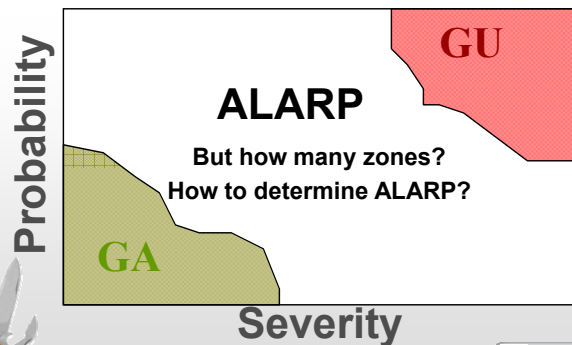 Probability
GU
ALARP
But how many zones?
How to determine ALARP?
GA
Severity